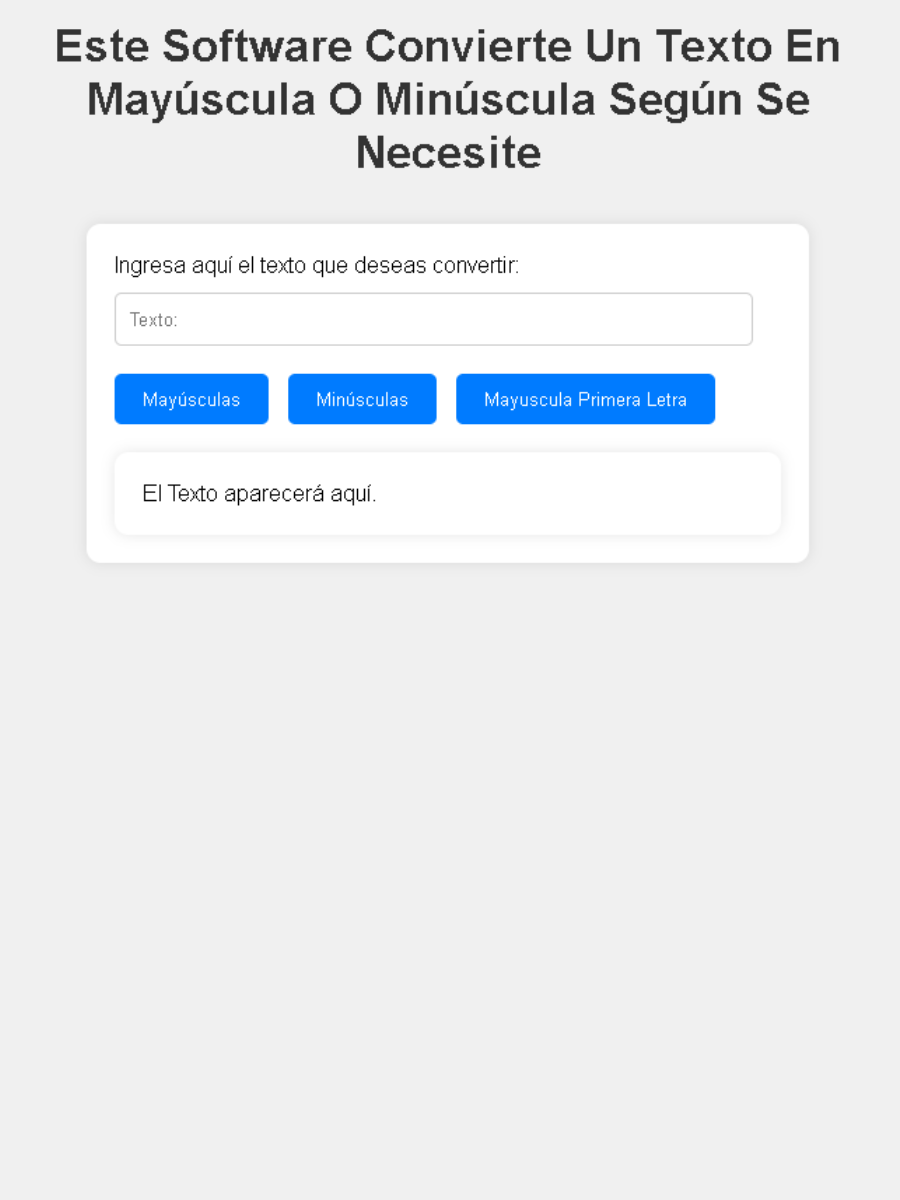 Este Software Convierte Un Texto En
Mayúscula O Minúscula Según Se
Necesite
Ingresa aquí el texto que deseas convertir:
Texto:
Mayúsculas
Minúsculas
Mayuscula Primera Letra
El Texto aparecerá aquí.